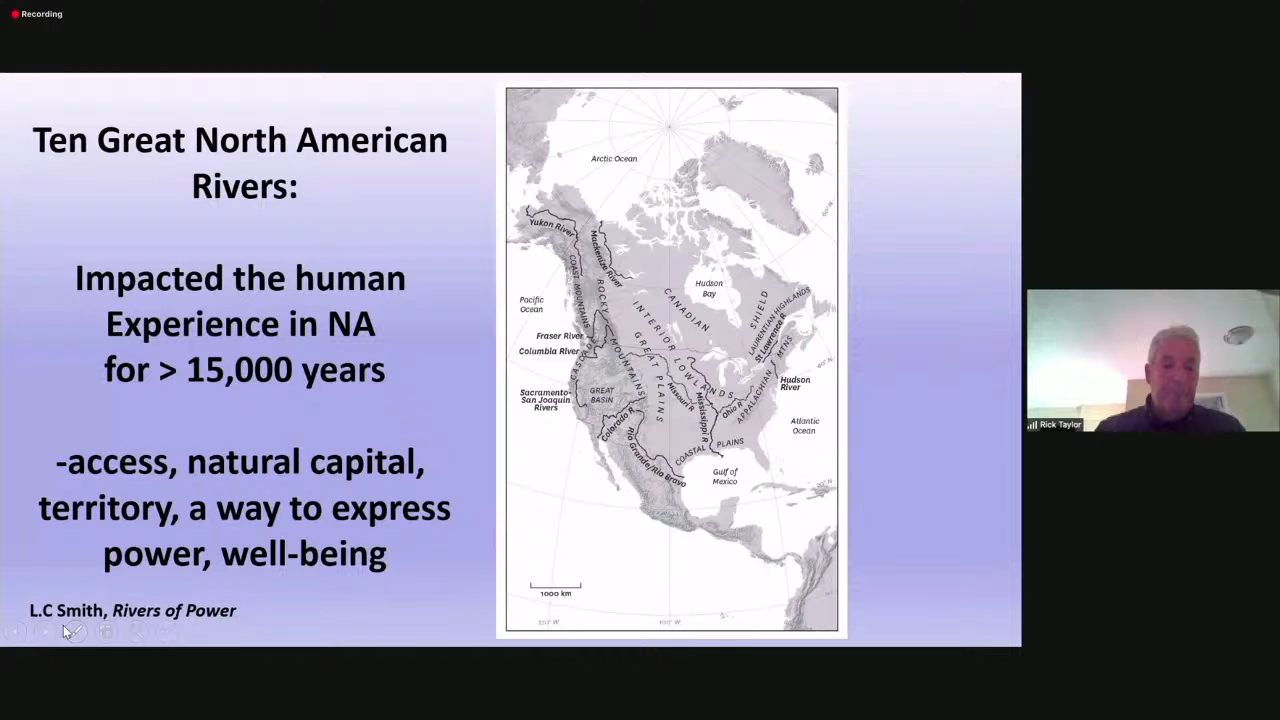 Recording
Ten Great North American
Rivers:
Impacted the human
Experience in NA
for > 15,000 years
-access, natural capital,
territory, a way to express
power, well-being
L.C Smith, Rivers of Power
Arctic Ocean
Yukon River
Mackenzie River
COAST MOUNTAINS
ROCKY MOUNTAINS
Hudson
Bay
CANADIAN SHIELD
LAURENTIAN HIGHLANDS
St Lawrence R
Pacific
Ocean
INTERIOR LOWLANDS
GREAT PLAINS
Fraser River
Columbia River
APPALACHIAN MTNS
Hudson
River
GREAT
BASIN
Sacramento-
San Joaquin
Rivers
Missouri R
Mississippi R
Ohio R
Colorado R
Rio Grande/Rio Bravo
Atlantic
Ocean
COASTAL PLAINS
Gulf of
Mexico
1000 km
Rick Taylor